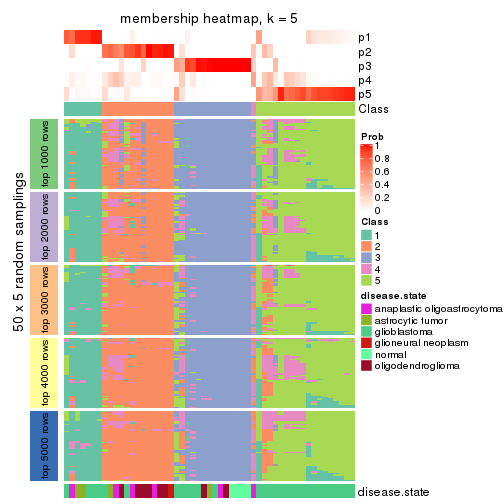 membership heatmap, k = 5
p1
p2
p3
p4
p5
Class
50 x 5 random samplings
top 1000 rows
top 2000 rows
top 3000 rows
top 4000 rows
top 5000 rows
disease.state
Prob
1
0.8
0.6
0.4
0.2
0
Class
1
2
3
4
5
disease.state
anaplastic oligoastrocytoma
astrocytic tumor
glioblastoma
glioneural neoplasm
normal
oligodendroglioma